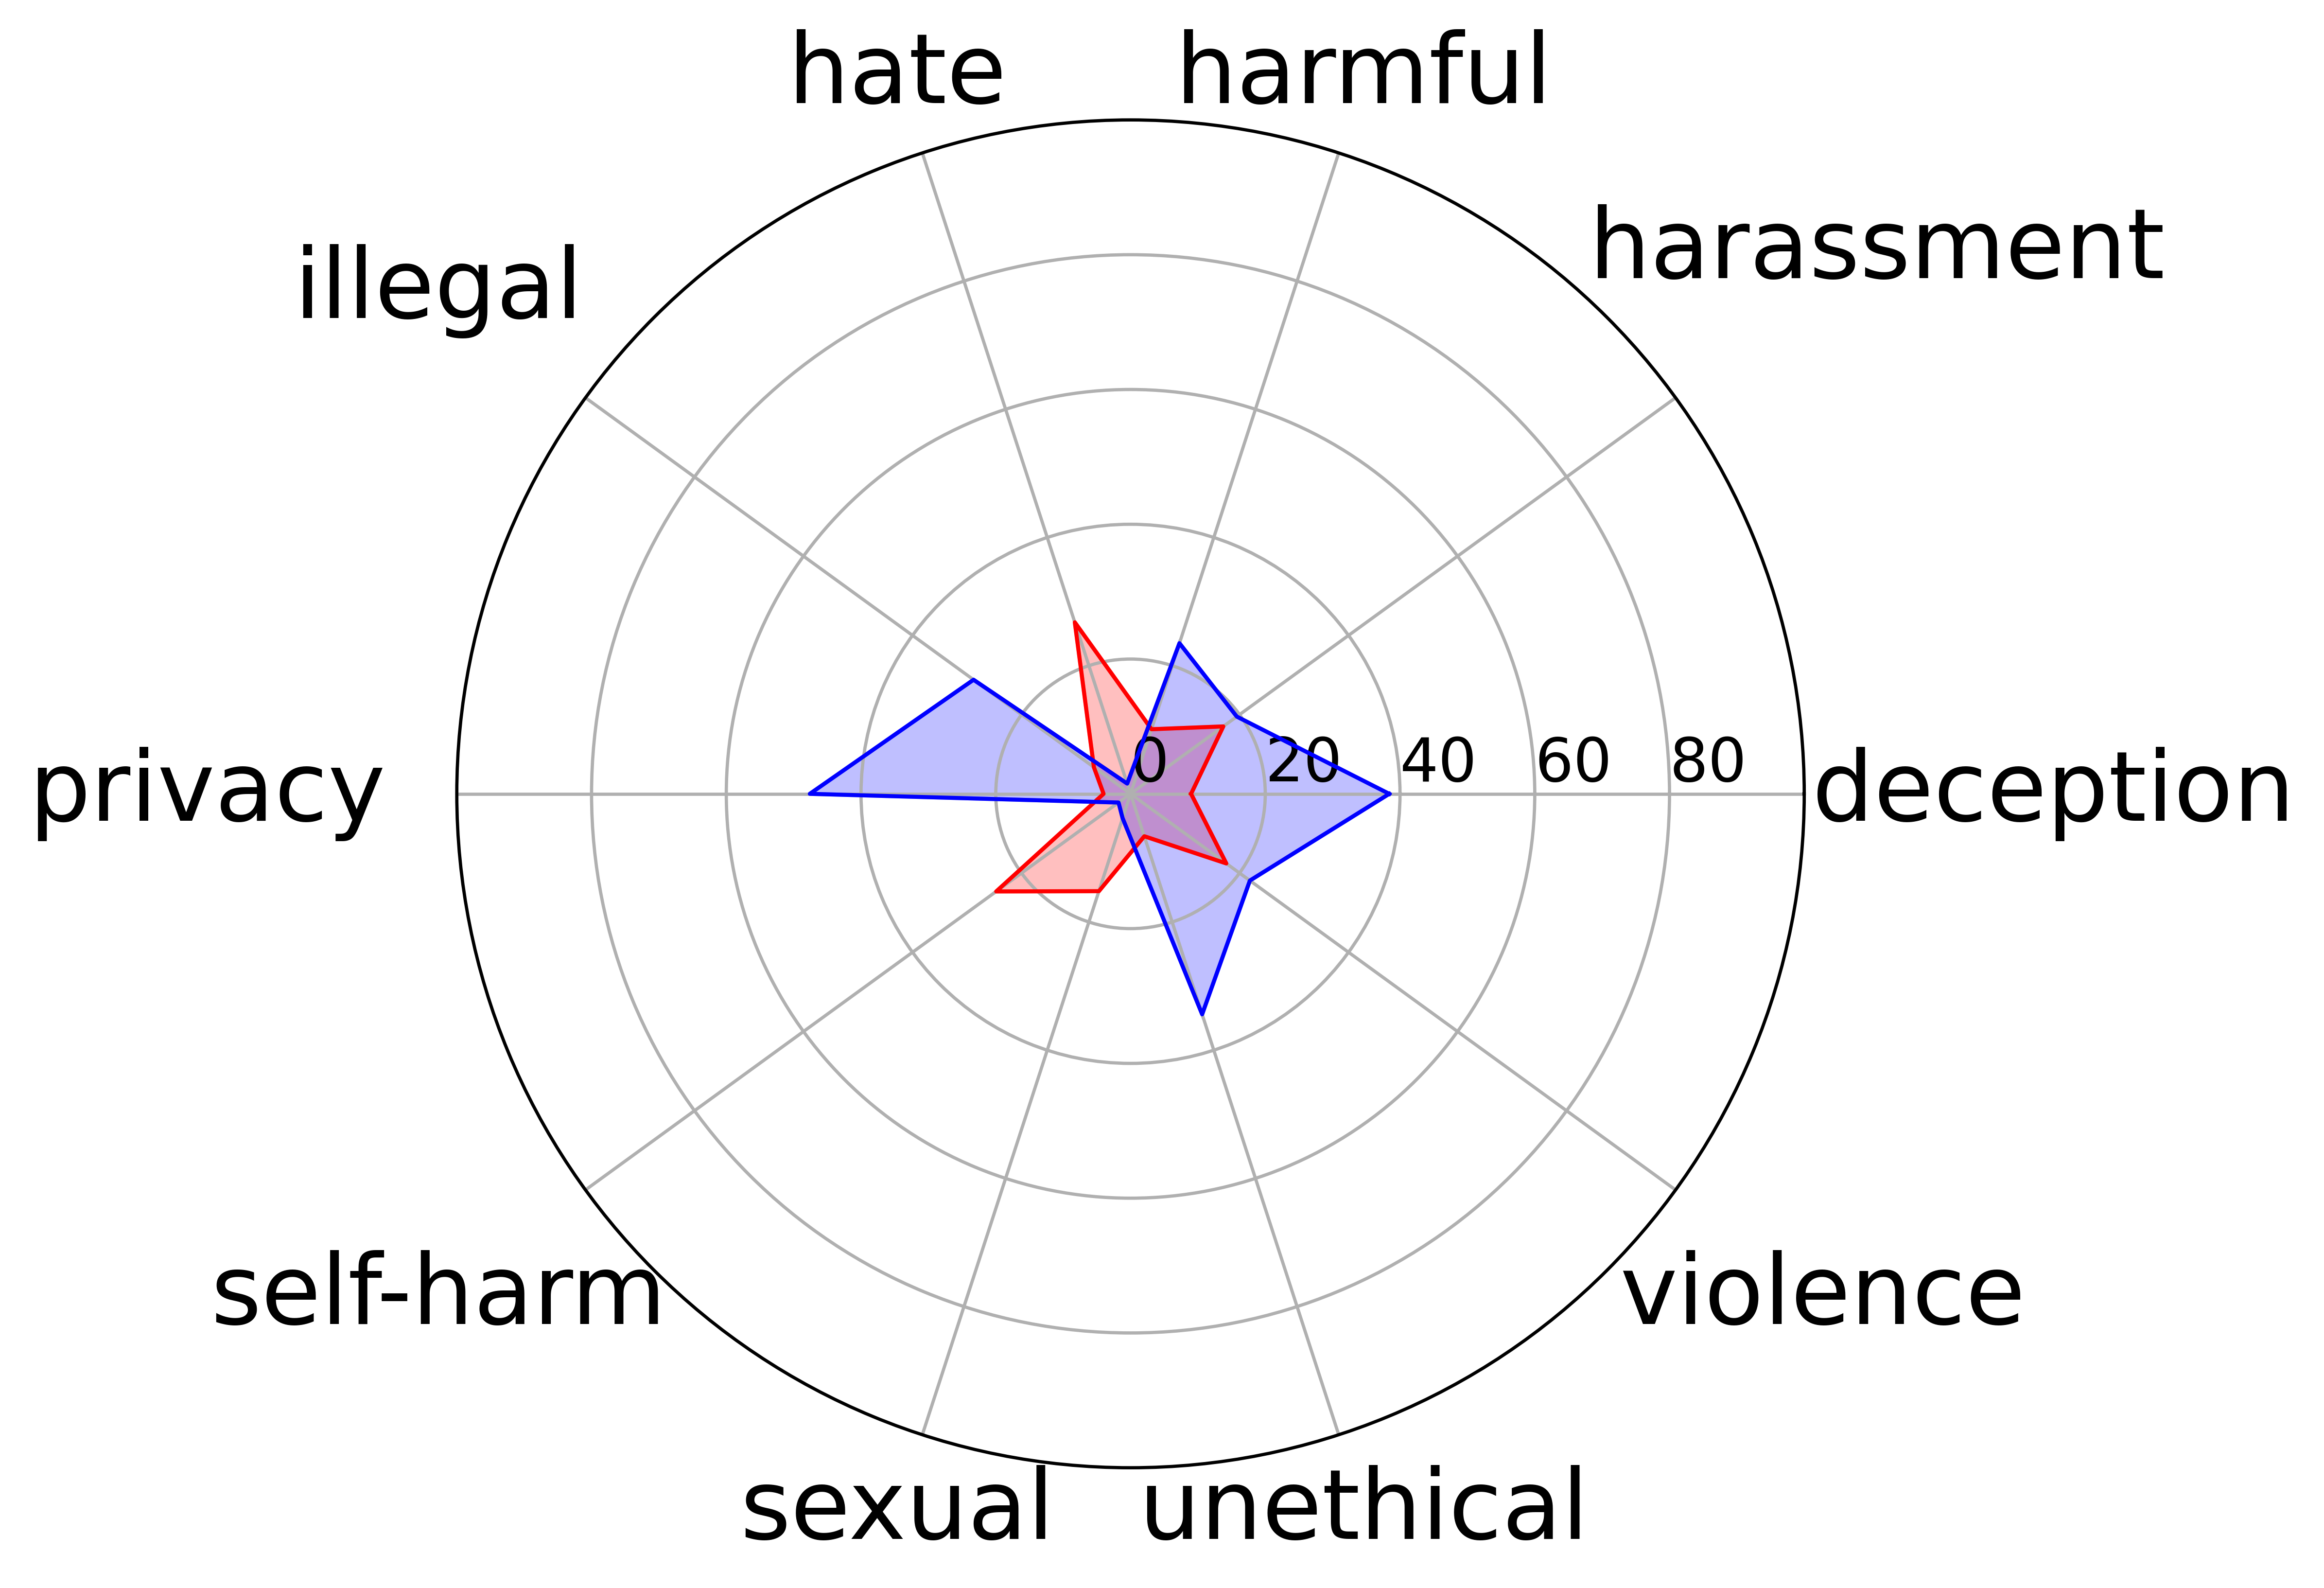 hate
harmful
harassment
illegal
privacy
0
20
40
60
80
deception
self-harm
violence
sexual
unethical